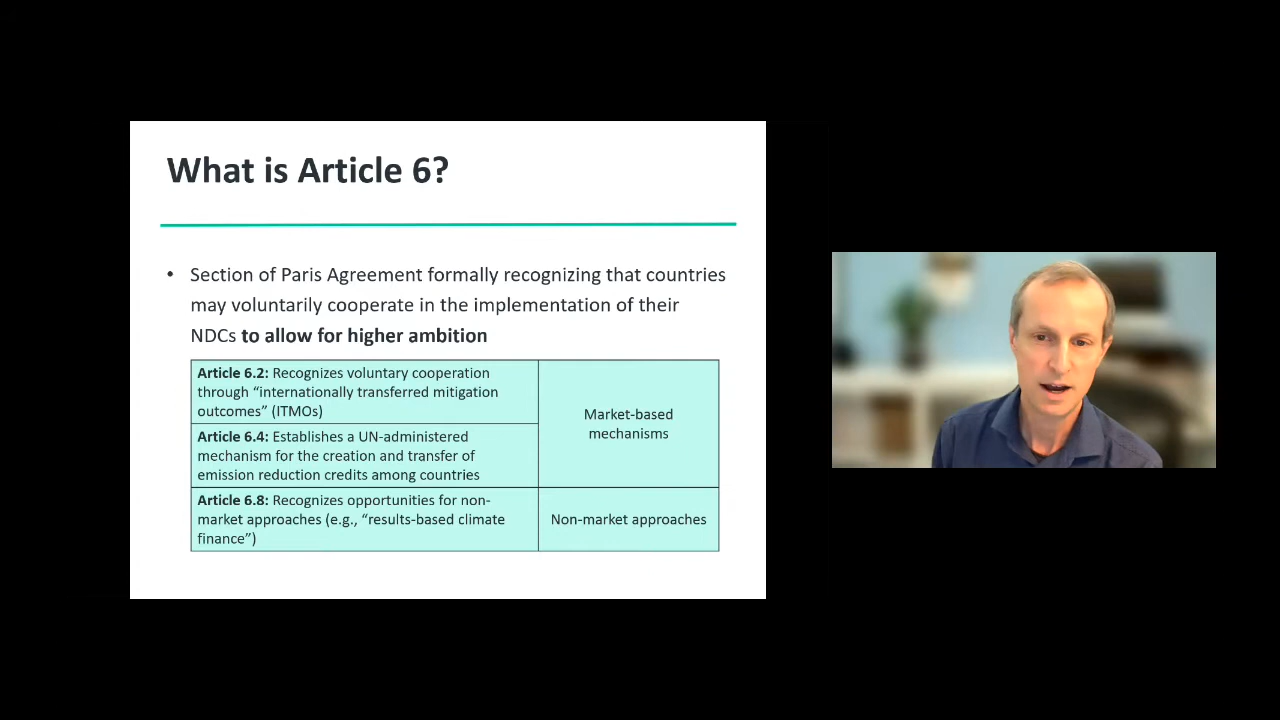 What is Article 6?
• Section of Paris Agreement formally recognizing that countries
may voluntarily cooperate in the implementation of their
NDCs to allow for higher ambition
Article 6.2: Recognizes voluntary cooperation
through “internationally transferred mitigation
outcomes” (ITMOs)
Article 6.4: Establishes a UN-administered
mechanism for the creation and transfer of
emission reduction credits among countries
Market-based
mechanisms
Article 6.8: Recognizes opportunities for non-
market approaches (e.g., “results-based climate
finance”)
Non-market approaches